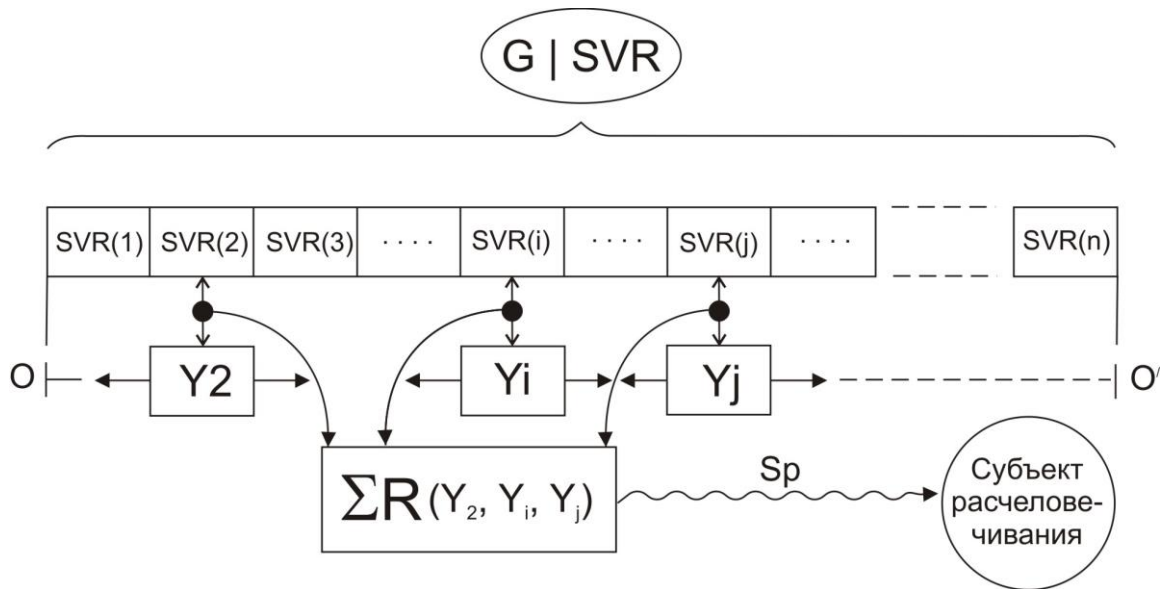 G | SVR
SVR(1) SVR(2) SVR(3) .... SVR(i) .... SVR(j) .... SVR(n)
O Y2 Yi Yj O′
ΣR (Y₂, Yᵢ, Yⱼ)
Sp
Субъект
расчелове-
чивания